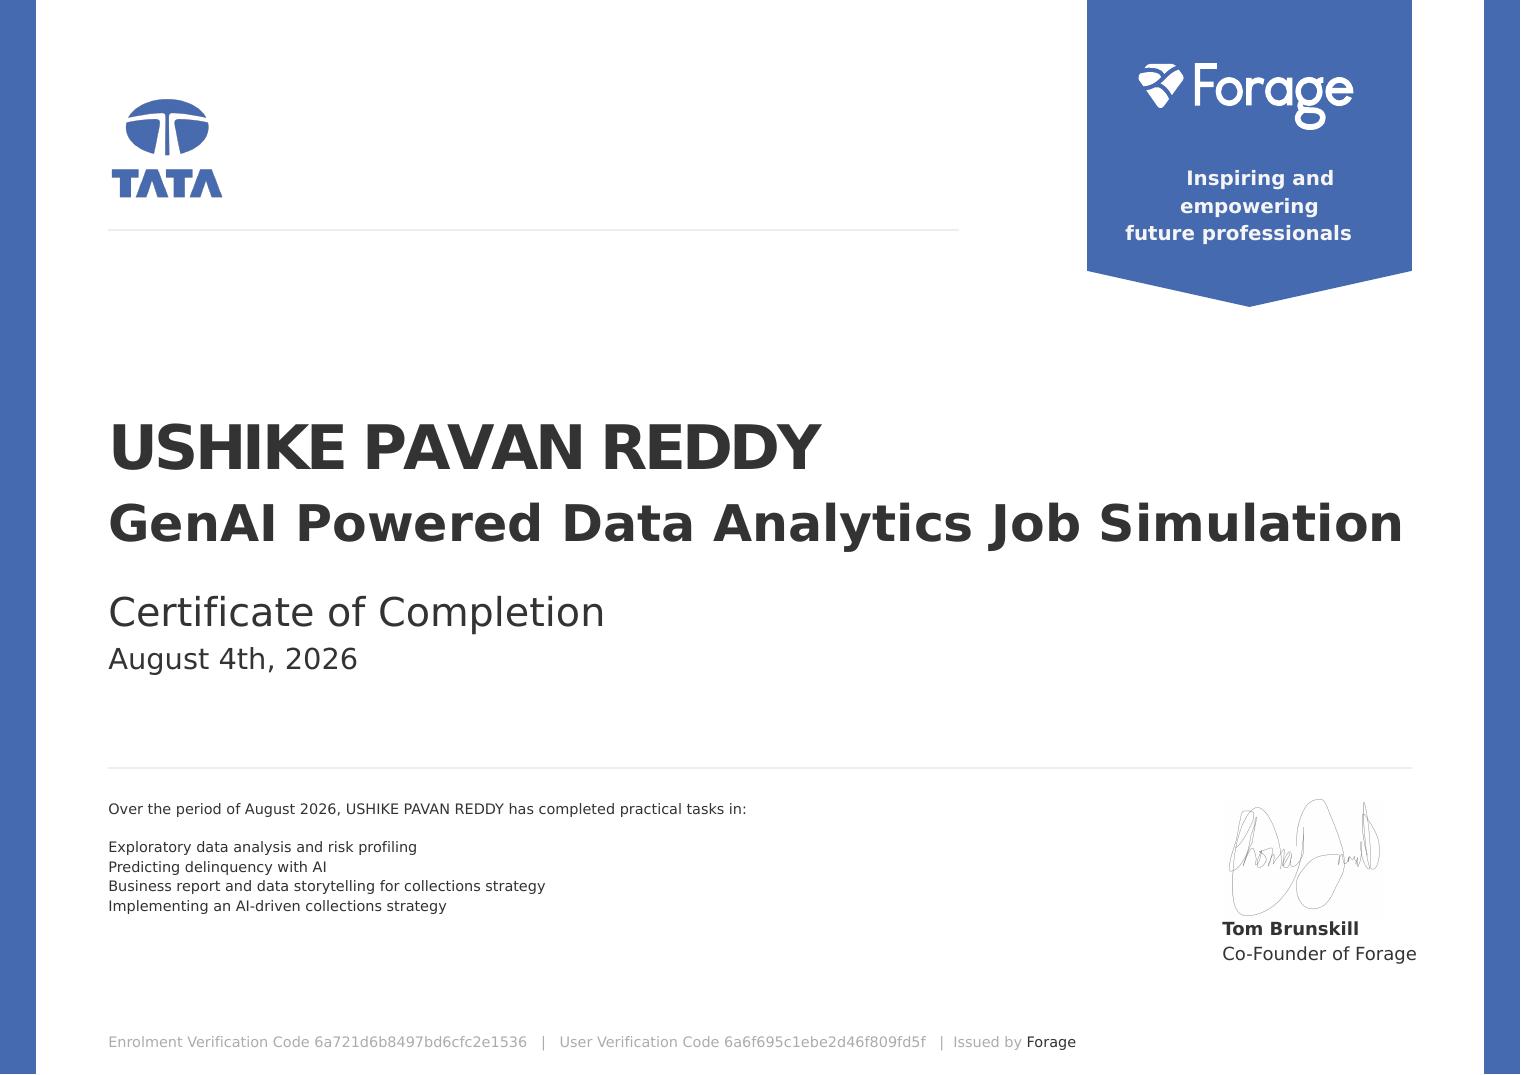 TATA
Forage
Inspiring and
empowering
future professionals
USHIKE PAVAN REDDY
GenAI Powered Data Analytics Job Simulation
Certificate of Completion
August 4th, 2026
Over the period of August 2026, USHIKE PAVAN REDDY has completed practical tasks in:
Exploratory data analysis and risk profiling
Predicting delinquency with AI
Business report and data storytelling for collections strategy
Implementing an AI-driven collections strategy
Tom Brunskill
Co-Founder of Forage
Enrolment Verification Code 6a721d6b8497bd6cfc2e1536 | User Verification Code 6a6f695c1ebe2d46f809fd5f | Issued by Forage